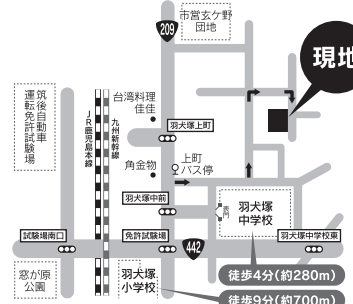 市営玄ケ野
団地
209
現地
筑後自動車
運転免許試験場
JR鹿児島本線
九州新幹線
台湾料理
佳佳
羽犬塚上町
角金物
上町
バス停
羽犬塚中前
正門
羽犬塚
中学校
試験場南口
免許試験場
442
羽犬塚中学校東
窓が原
公園
羽犬塚
小学校
徒歩4分(約280m)
徒歩9分(約700m)